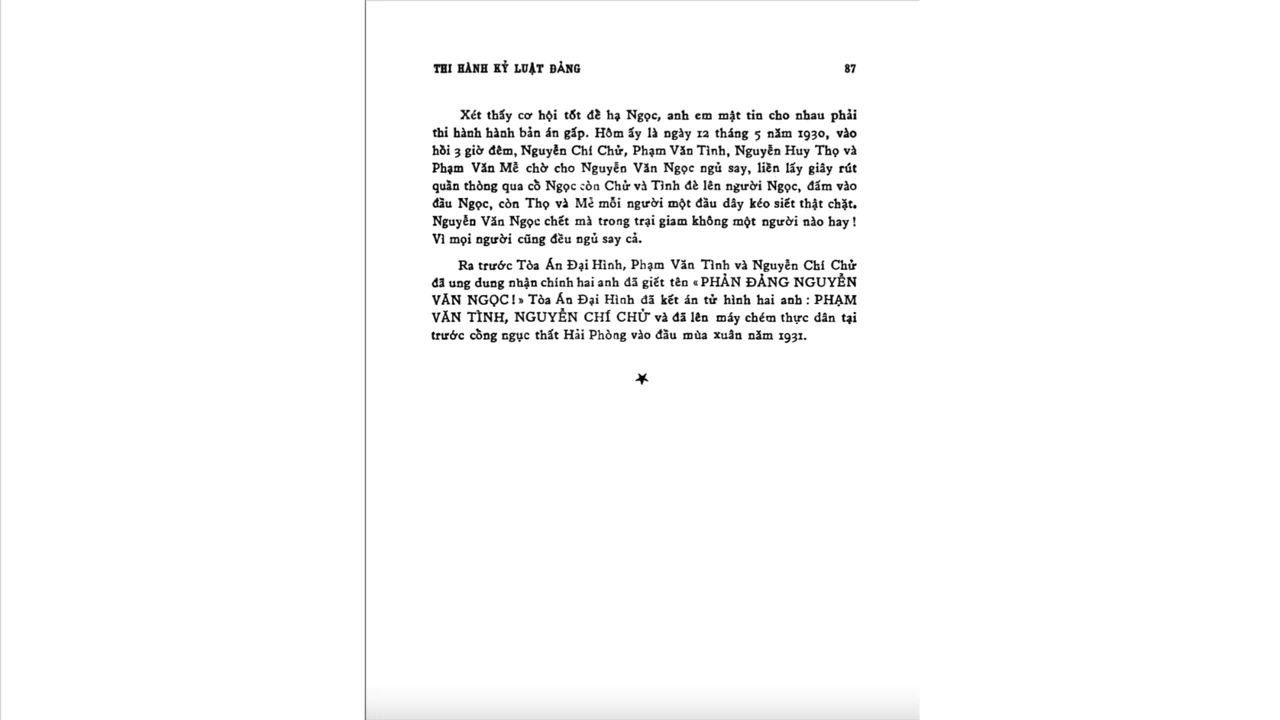 THI HÀNH KỶ LUẬT ĐẢNG 87
Xét thấy cơ hội tốt để hạ Ngọc, anh em mật tin cho nhau phải
thi hành hành bản án gấp. Hôm ấy là ngày 12 tháng 5 năm 1930, vào
hồi 3 giờ đêm, Nguyễn Chí Chử, Phạm Văn Tình, Nguyễn Huy Thọ và
Phạm Văn Mễ chờ cho Nguyễn Văn Ngọc ngủ say, liền lấy giây rút
quần thòng qua cổ Ngọc còn Chử và Tình đè lên người Ngọc, đấm vào
đầu Ngọc, còn Thọ và Mễ mỗi người một đầu dây kéo siết thật chặt.
Nguyễn Văn Ngọc chết mà trong trại giam không một người nào hay !
Vì mọi người cũng đều ngủ say cả.
Ra trước Tòa Án Đại Hình, Phạm Văn Tình và Nguyễn Chí Chử
đã ung dung nhận chính hai anh đã giết tên « PHẢN ĐẢNG NGUYỄN
VĂN NGỌC ! » Tòa Án Đại Hình đã kết án tử hình hai anh : PHẠM
VĂN TÌNH, NGUYỄN CHÍ CHỬ và đã lên máy chém thực dân tại
trước cổng ngục thất Hải Phòng vào đầu mùa xuân năm 1931.